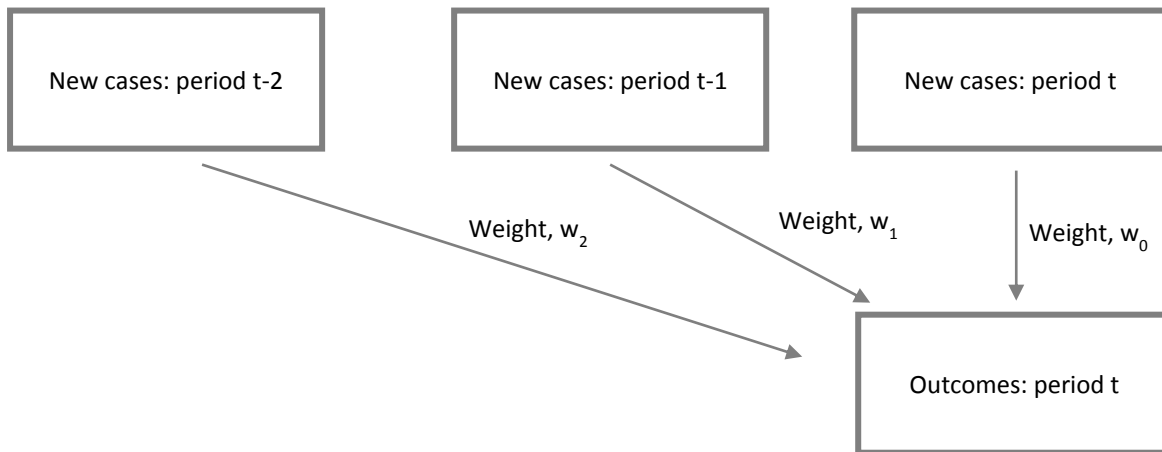 New cases: period t-2
New cases: period t-1
New cases: period t
Weight, w₂
Weight, w₁
Weight, w₀
Outcomes: period t